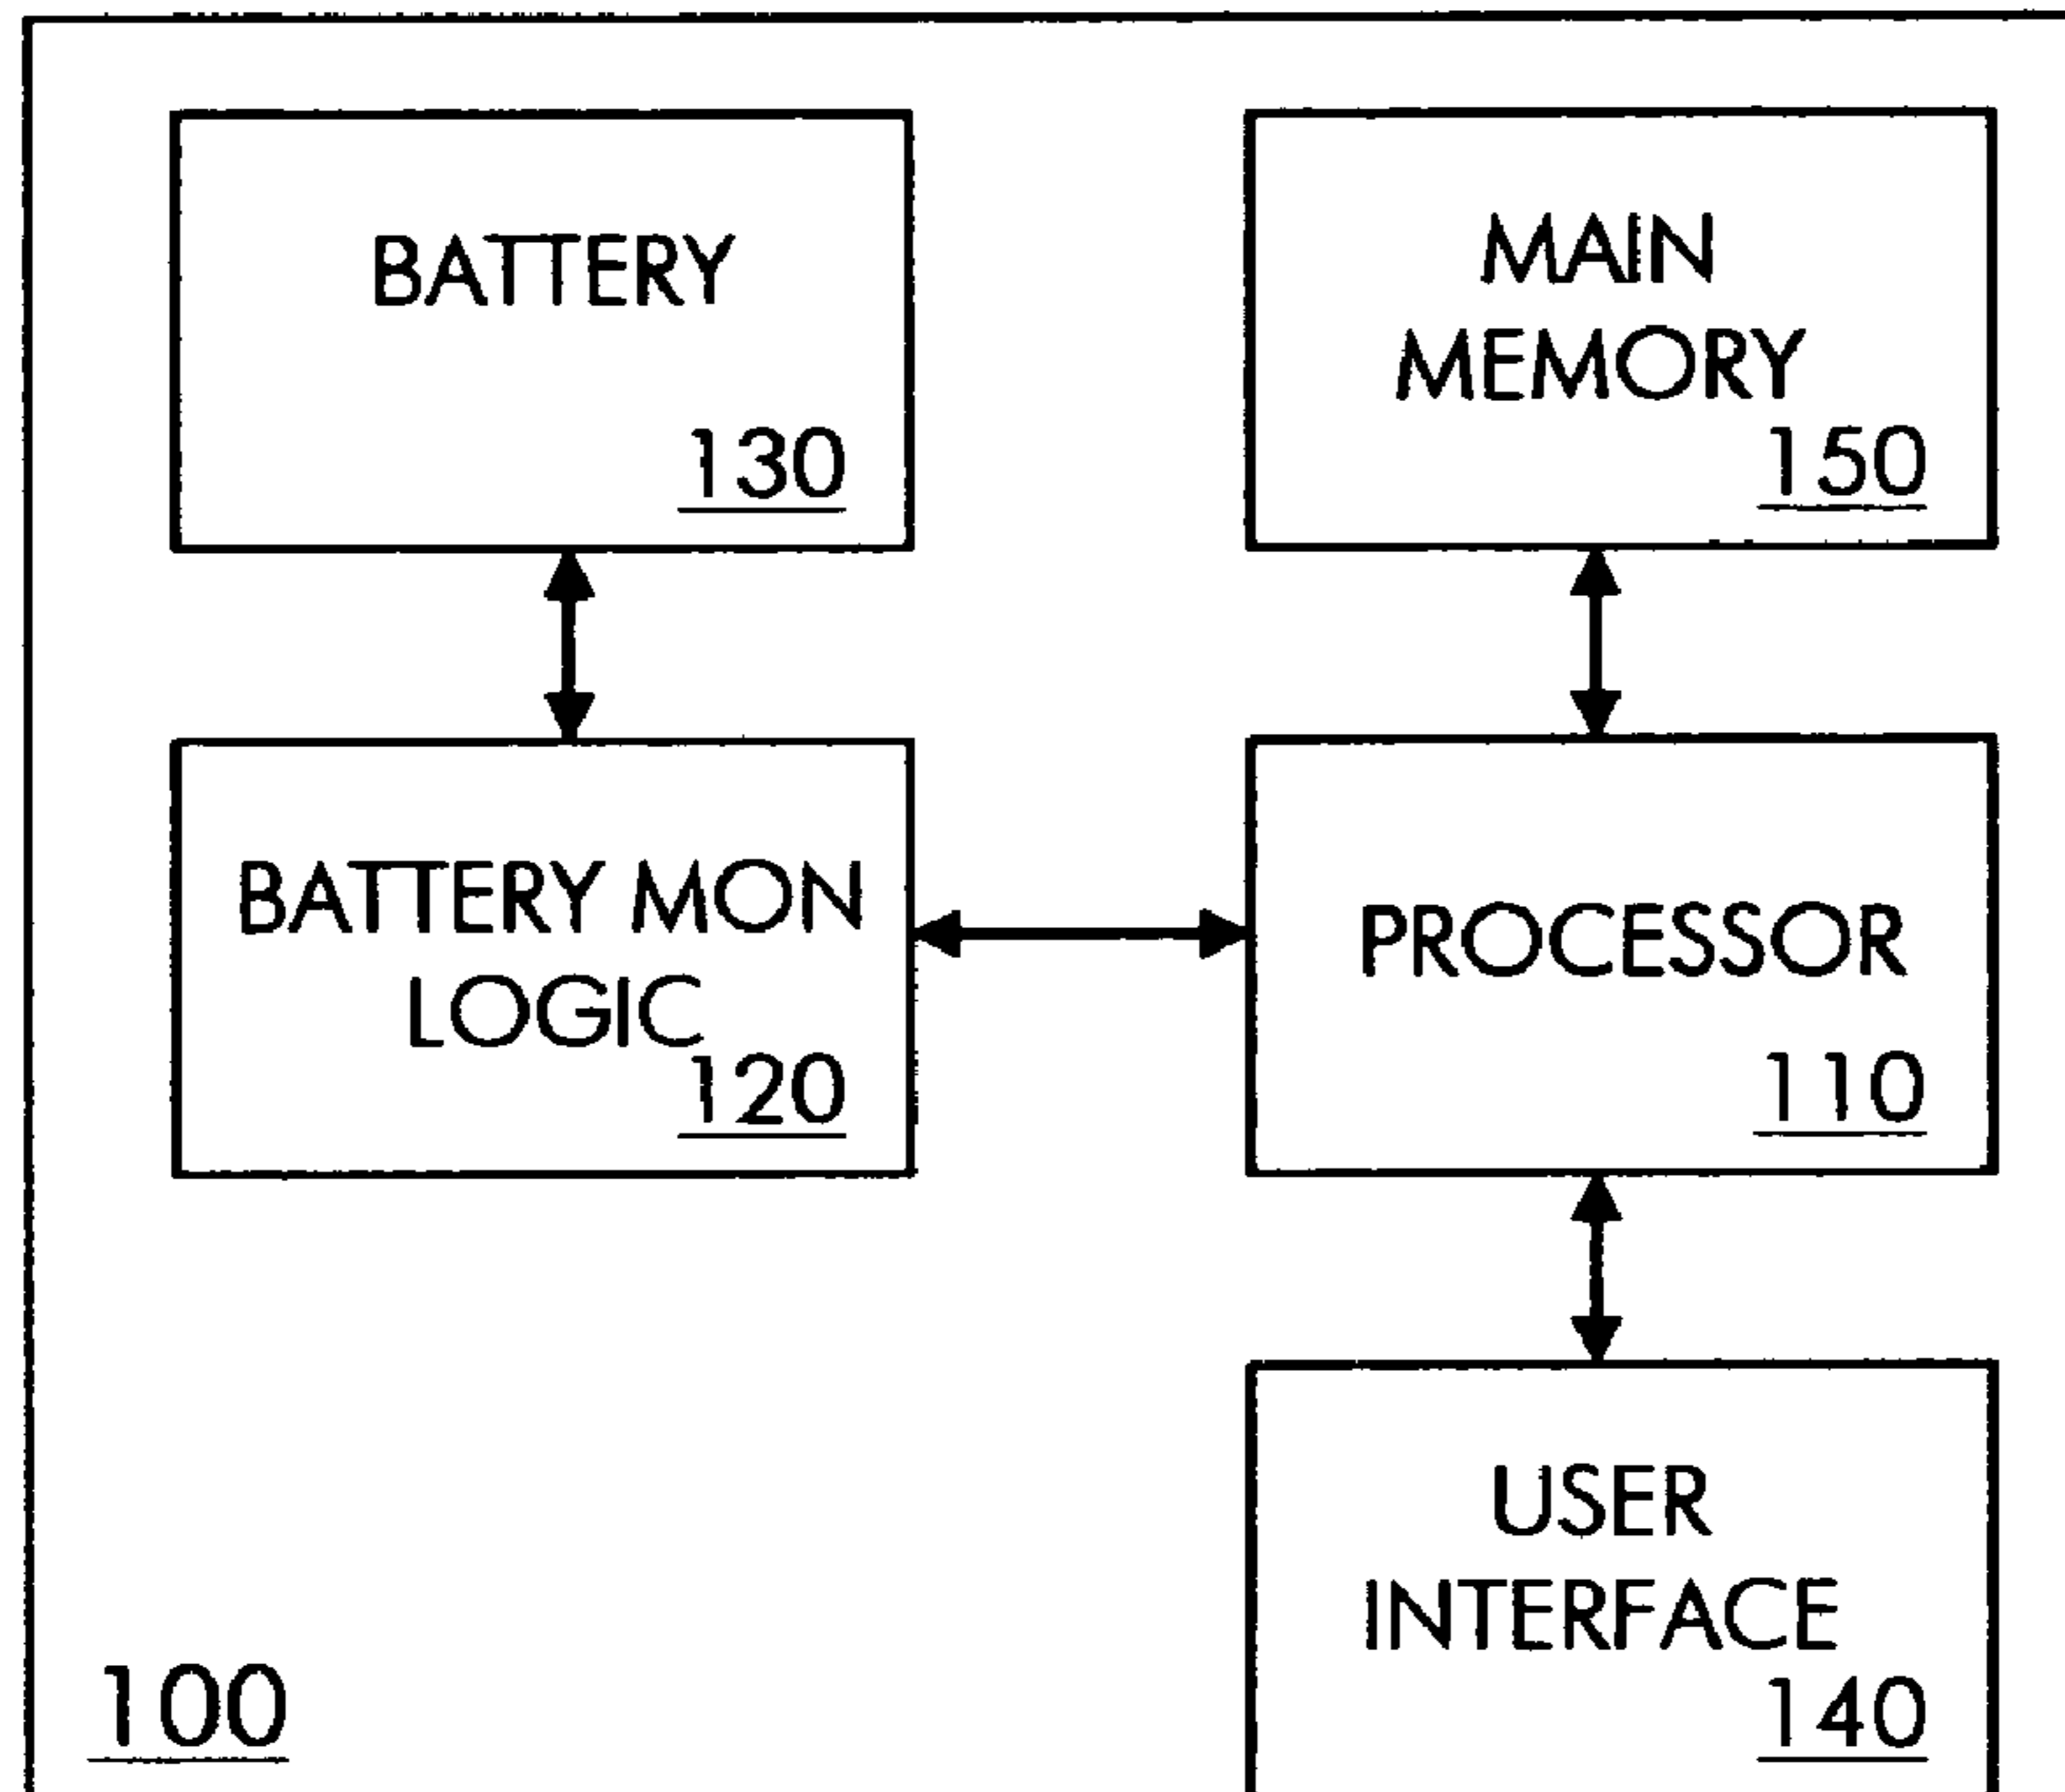 BATTERY
130
MAIN
MEMORY
150
BATTERY MON
LOGIC
120
PROCESSOR
110
USER
INTERFACE
140
100